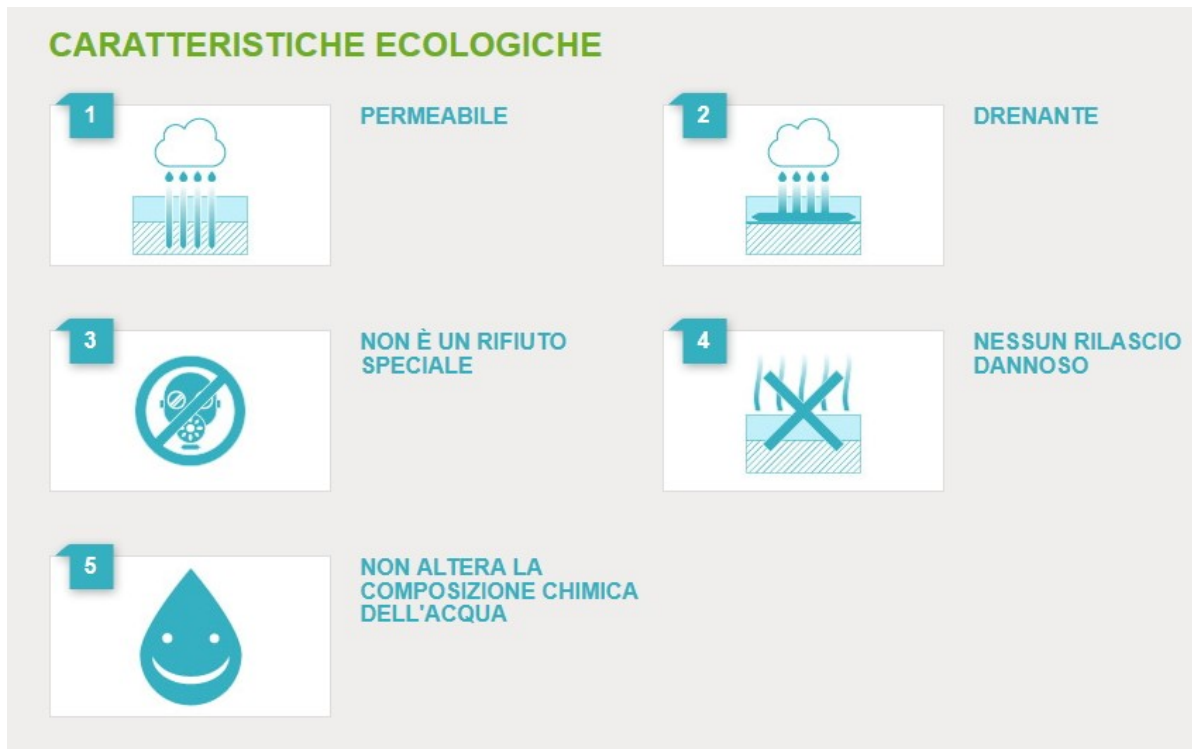 CARATTERISTICHE ECOLOGICHE
1
PERMEABILE
2
DRENANTE
3
NON È UN RIFIUTO
SPECIALE
4
NESSUN RILASCIO
DANNOSO
5
NON ALTERA LA
COMPOSIZIONE CHIMICA
DELL'ACQUA